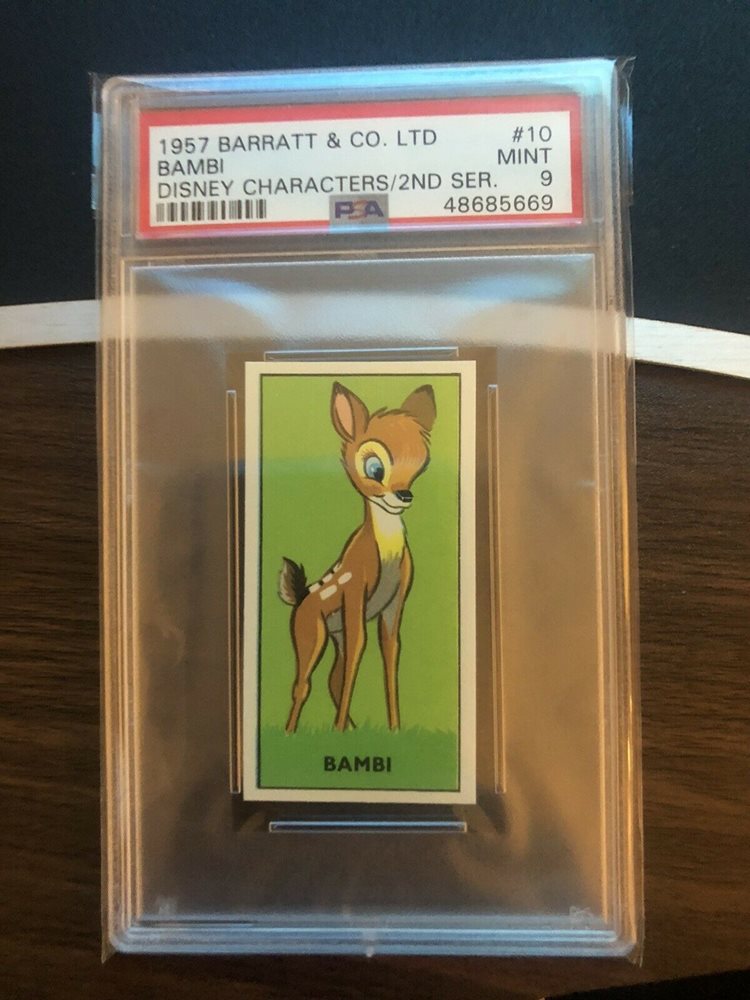 1957 BARRATT & CO. LTD #10
BAMBI MINT
DISNEY CHARACTERS/2ND SER. 9
PSA 48685669
BAMBI